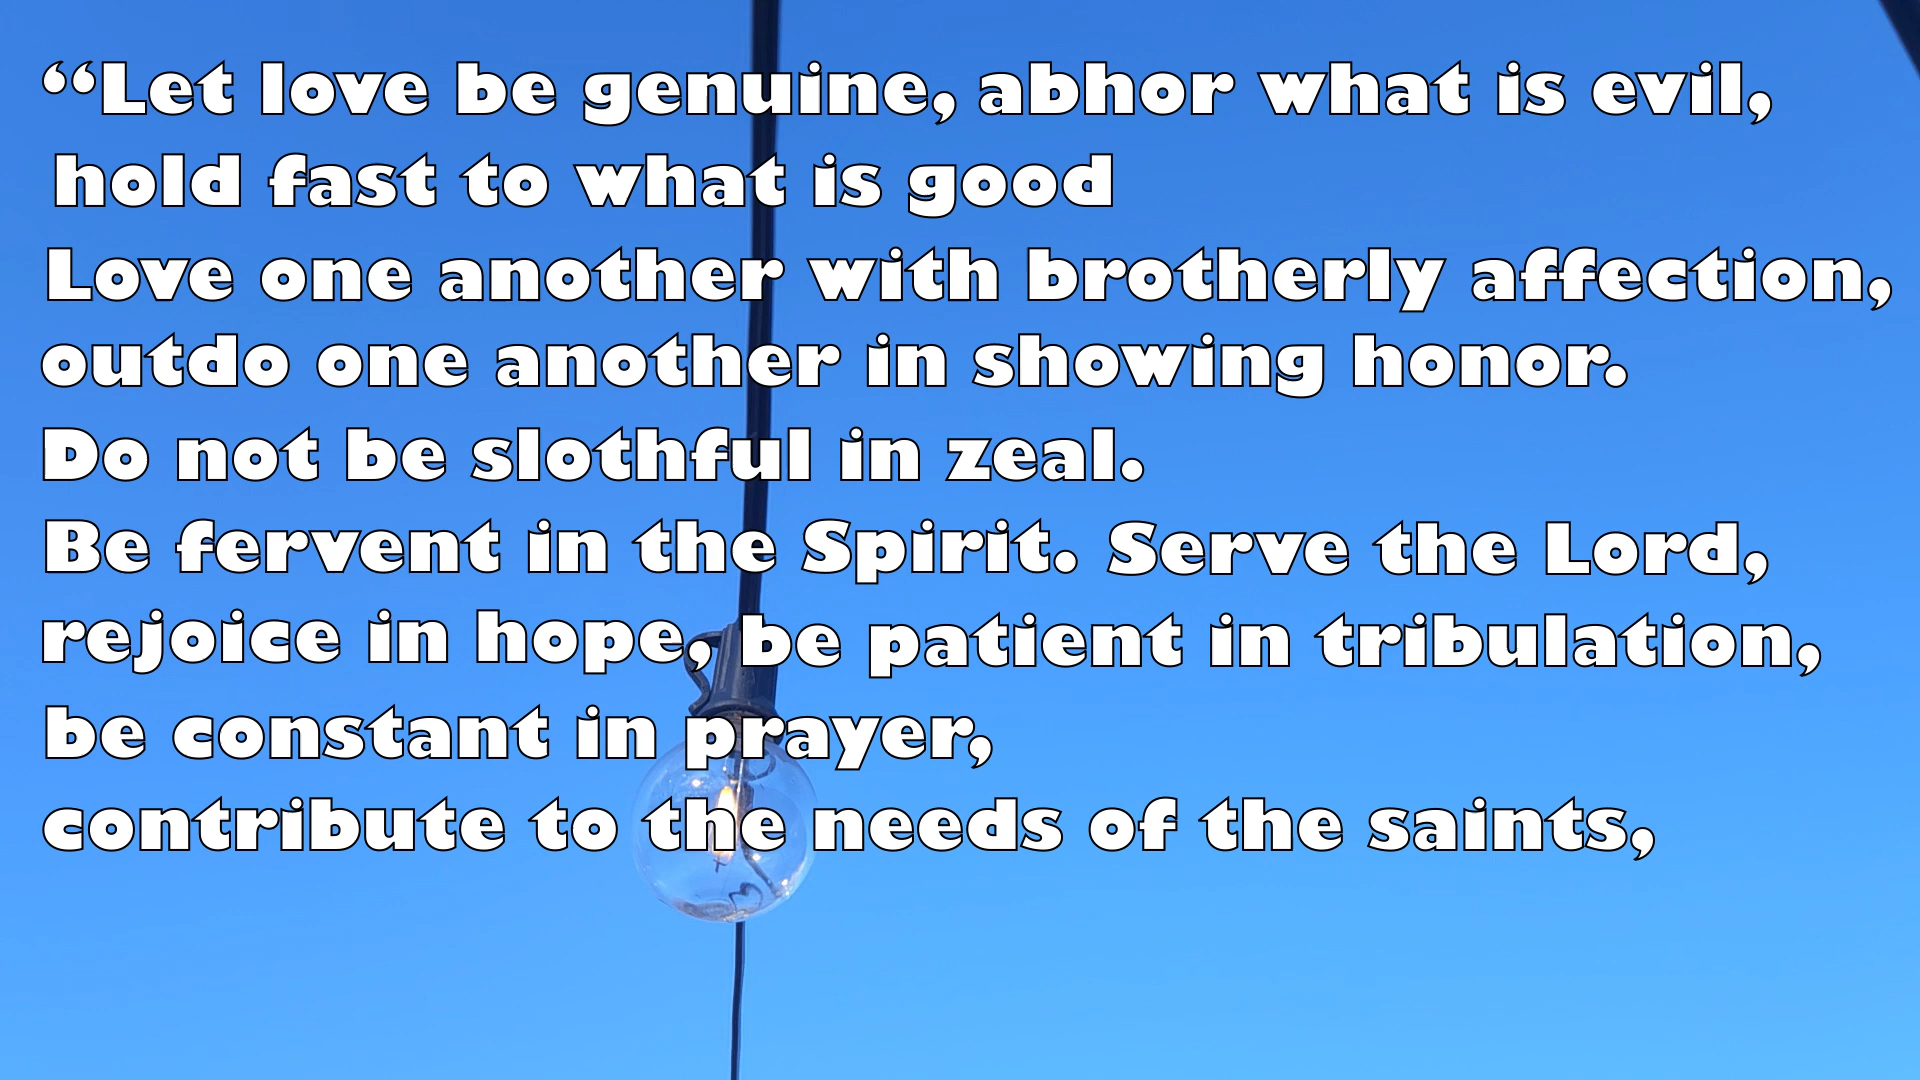 “Let love be genuine, abhor what is evil,
hold fast to what is good
Love one another with brotherly affection,
outdo one another in showing honor.
Do not be slothful in zeal.
Be fervent in the Spirit. Serve the Lord,
rejoice in hope, be patient in tribulation,
be constant in prayer,
contribute to the needs of the saints,